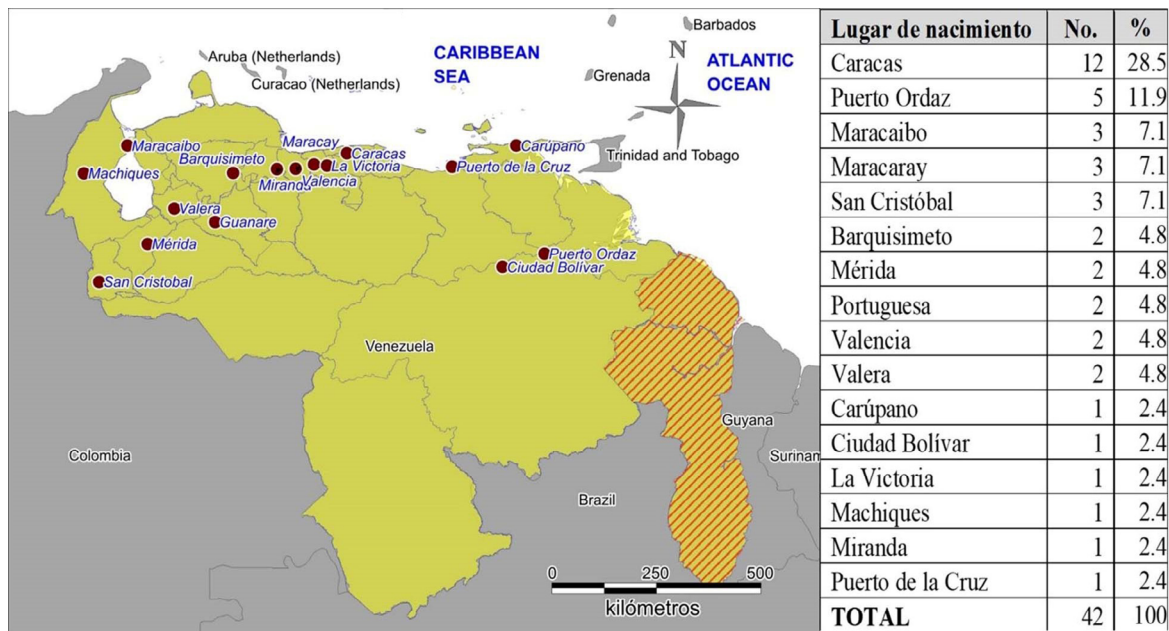 Barbados
Aruba (Netherlands)
CARIBBEAN
SEA
N
ATLANTIC
OCEAN
Curacao (Netherlands)
Grenada
Maracaibo
Maracay
Caracas
Carúpano
Trinidad and Tobago
Barquisimeto
La Victoria
Puerto de la Cruz
Machiques
Miranda
Valencia
Valera
Guanare
Mérida
Puerto Ordaz
Ciudad Bolívar
San Cristobal
Venezuela
Guyana
Colombia
Surinam
Brazil
0 250 500
kilómetros
Lugar de nacimiento No. %
Caracas 12 28.5
Puerto Ordaz 5 11.9
Maracaibo 3 7.1
Maracaray 3 7.1
San Cristóbal 3 7.1
Barquisimeto 2 4.8
Mérida 2 4.8
Portuguesa 2 4.8
Valencia 2 4.8
Valera 2 4.8
Carúpano 1 2.4
Ciudad Bolívar 1 2.4
La Victoria 1 2.4
Machiques 1 2.4
Miranda 1 2.4
Puerto de la Cruz 1 2.4
TOTAL 42 100